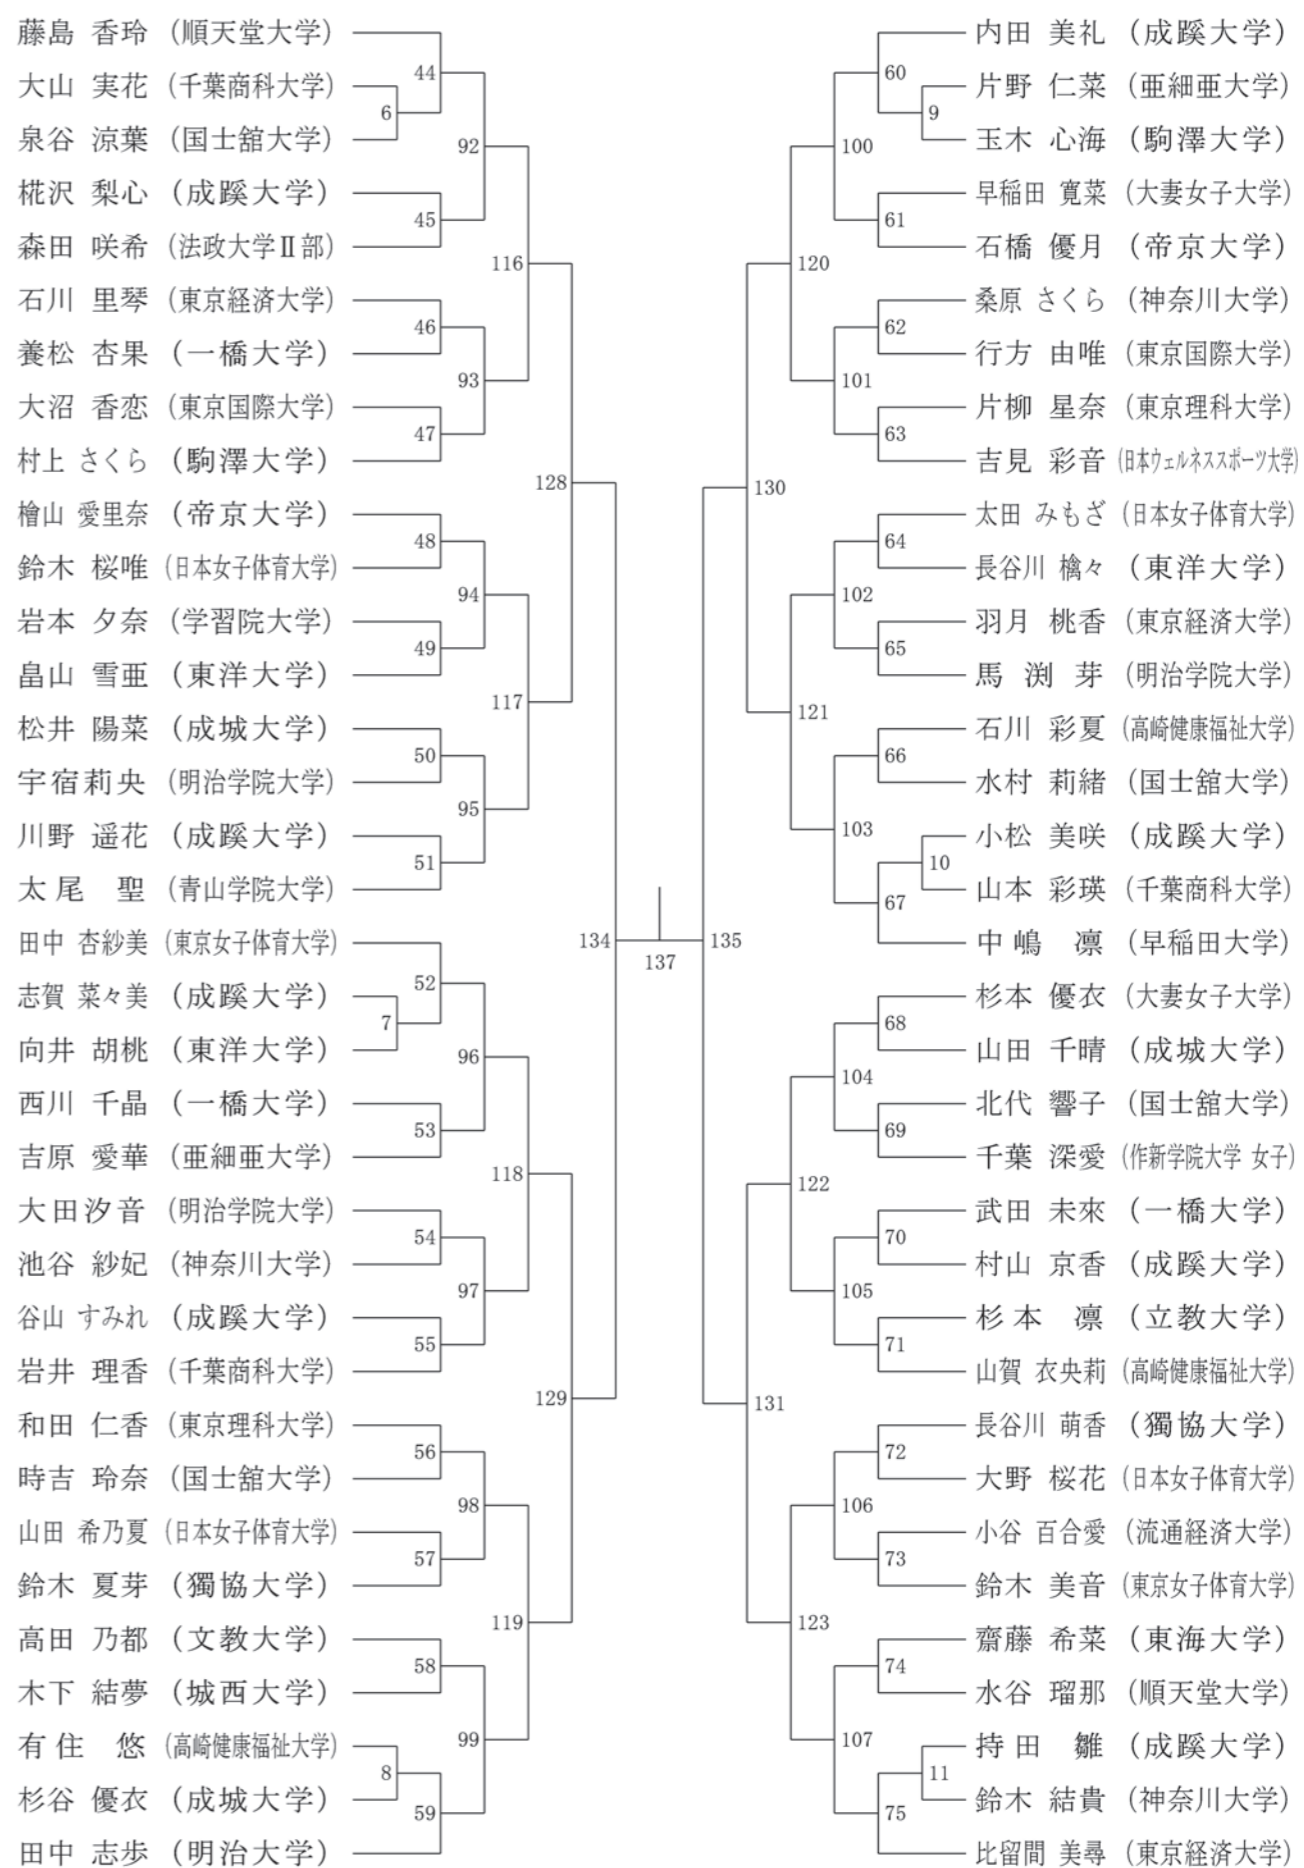 藤島 香玲 (順天堂大学)
大山 実花 (千葉商科大学)
泉谷 涼葉 (国士舘大学)
椛沢 梨心 (成蹊大学)
森田 咲希 (法政大学Ⅱ部)
石川 里琴 (東京経済大学)
養松 杏果 (一橋大学)
大沼 香恋 (東京国際大学)
村上 さくら (駒澤大学)
檜山 愛里奈 (帝京大学)
鈴木 桜唯 (日本女子体育大学)
岩本 夕奈 (学習院大学)
畠山 雪亜 (東洋大学)
松井 陽菜 (成城大学)
宇宿莉央 (明治学院大学)
川野 遥花 (成蹊大学)
太尾 聖 (青山学院大学)
田中 杏紗美 (東京女子体育大学)
志賀 菜々美 (成蹊大学)
向井 胡桃 (東洋大学)
西川 千晶 (一橋大学)
吉原 愛華 (亜細亜大学)
大田汐音 (明治学院大学)
池谷 紗妃 (神奈川大学)
谷山 すみれ (成蹊大学)
岩井 理香 (千葉商科大学)
和田 仁香 (東京理科大学)
時吉 玲奈 (国士舘大学)
山田 希乃夏 (日本女子体育大学)
鈴木 夏芽 (獨協大学)
高田 乃都 (文教大学)
木下 結夢 (城西大学)
有住 悠 (高崎健康福祉大学)
杉谷 優衣 (成城大学)
田中 志歩 (明治大学)
6
7
8
44
45
46
47
48
49
50
51
52
53
54
55
56
57
58
59
92
93
94
95
96
97
98
99
116
117
118
119
128
129
134
137
135
130
131
120
121
122
123
100
101
102
103
104
105
106
107
60
61
62
63
64
65
66
67
68
69
70
71
72
73
74
75
9
10
11
内田 美礼 (成蹊大学)
片野 仁菜 (亜細亜大学)
玉木 心海 (駒澤大学)
早稲田 寛菜 (大妻女子大学)
石橋 優月 (帝京大学)
桑原 さくら (神奈川大学)
行方 由唯 (東京国際大学)
片柳 星奈 (東京理科大学)
吉見 彩音 (日本ウェルネススポーツ大学)
太田 みもざ (日本女子体育大学)
長谷川 檎々 (東洋大学)
羽月 桃香 (東京経済大学)
馬渕 芽 (明治学院大学)
石川 彩夏 (高崎健康福祉大学)
水村 莉緒 (国士舘大学)
小松 美咲 (成蹊大学)
山本 彩瑛 (千葉商科大学)
中嶋 凛 (早稲田大学)
杉本 優衣 (大妻女子大学)
山田 千晴 (成城大学)
北代 響子 (国士舘大学)
千葉 深愛 (作新学院大学 女子)
武田 未來 (一橋大学)
村山 京香 (成蹊大学)
杉本 凛 (立教大学)
山賀 衣央莉 (高崎健康福祉大学)
長谷川 萌香 (獨協大学)
大野 桜花 (日本女子体育大学)
小谷 百合愛 (流通経済大学)
鈴木 美音 (東京女子体育大学)
齋藤 希菜 (東海大学)
水谷 瑠那 (順天堂大学)
持田 雛 (成蹊大学)
鈴木 結貴 (神奈川大学)
比留間 美尋 (東京経済大学)